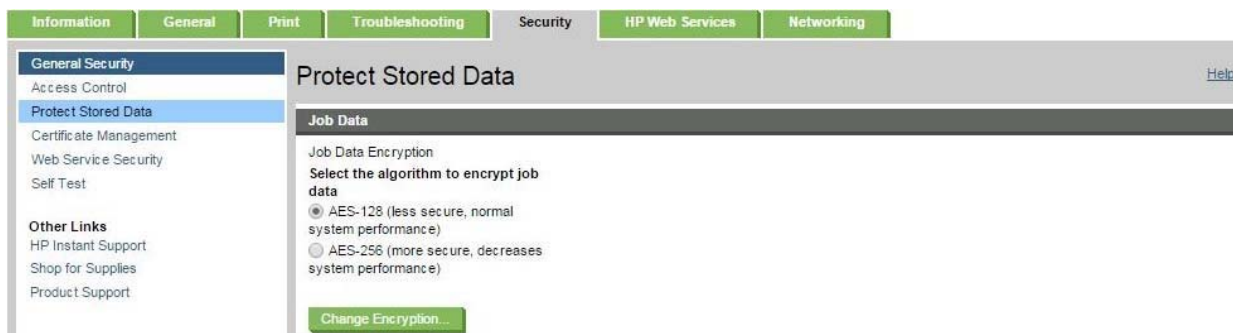 Information
General
Print
Troubleshooting
Security
HP Web Services
Networking
General Security
Access Control
Protect Stored Data
Certificate Management
Web Service Security
Self Test
Other Links
HP Instant Support
Shop for Supplies
Product Support
Protect Stored Data
Help
Job Data
Job Data Encryption
Select the algorithm to encrypt job
data
AES-128 (less secure, normal
system performance)
AES-256 (more secure, decreases
system performance)
Change Encryption...